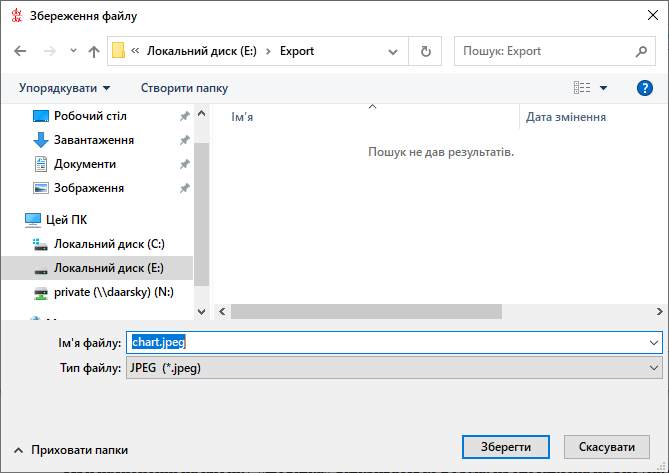 Збереження файлу
Локальний диск (E:) Export
Пошук: Export
Упорядкувати Створити папку
Робочий стіл
Завантаження
Документи
Зображення
Цей ПК
Локальний диск (C:)
Локальний диск (E:)
private (\\daarsky) (N:)
Ім’я Дата змінення
Пошук не дав результатів.
Ім'я файлу: chart.jpeg
Тип файлу: JPEG (*.jpeg)
Приховати папки
Зберегти Скасувати